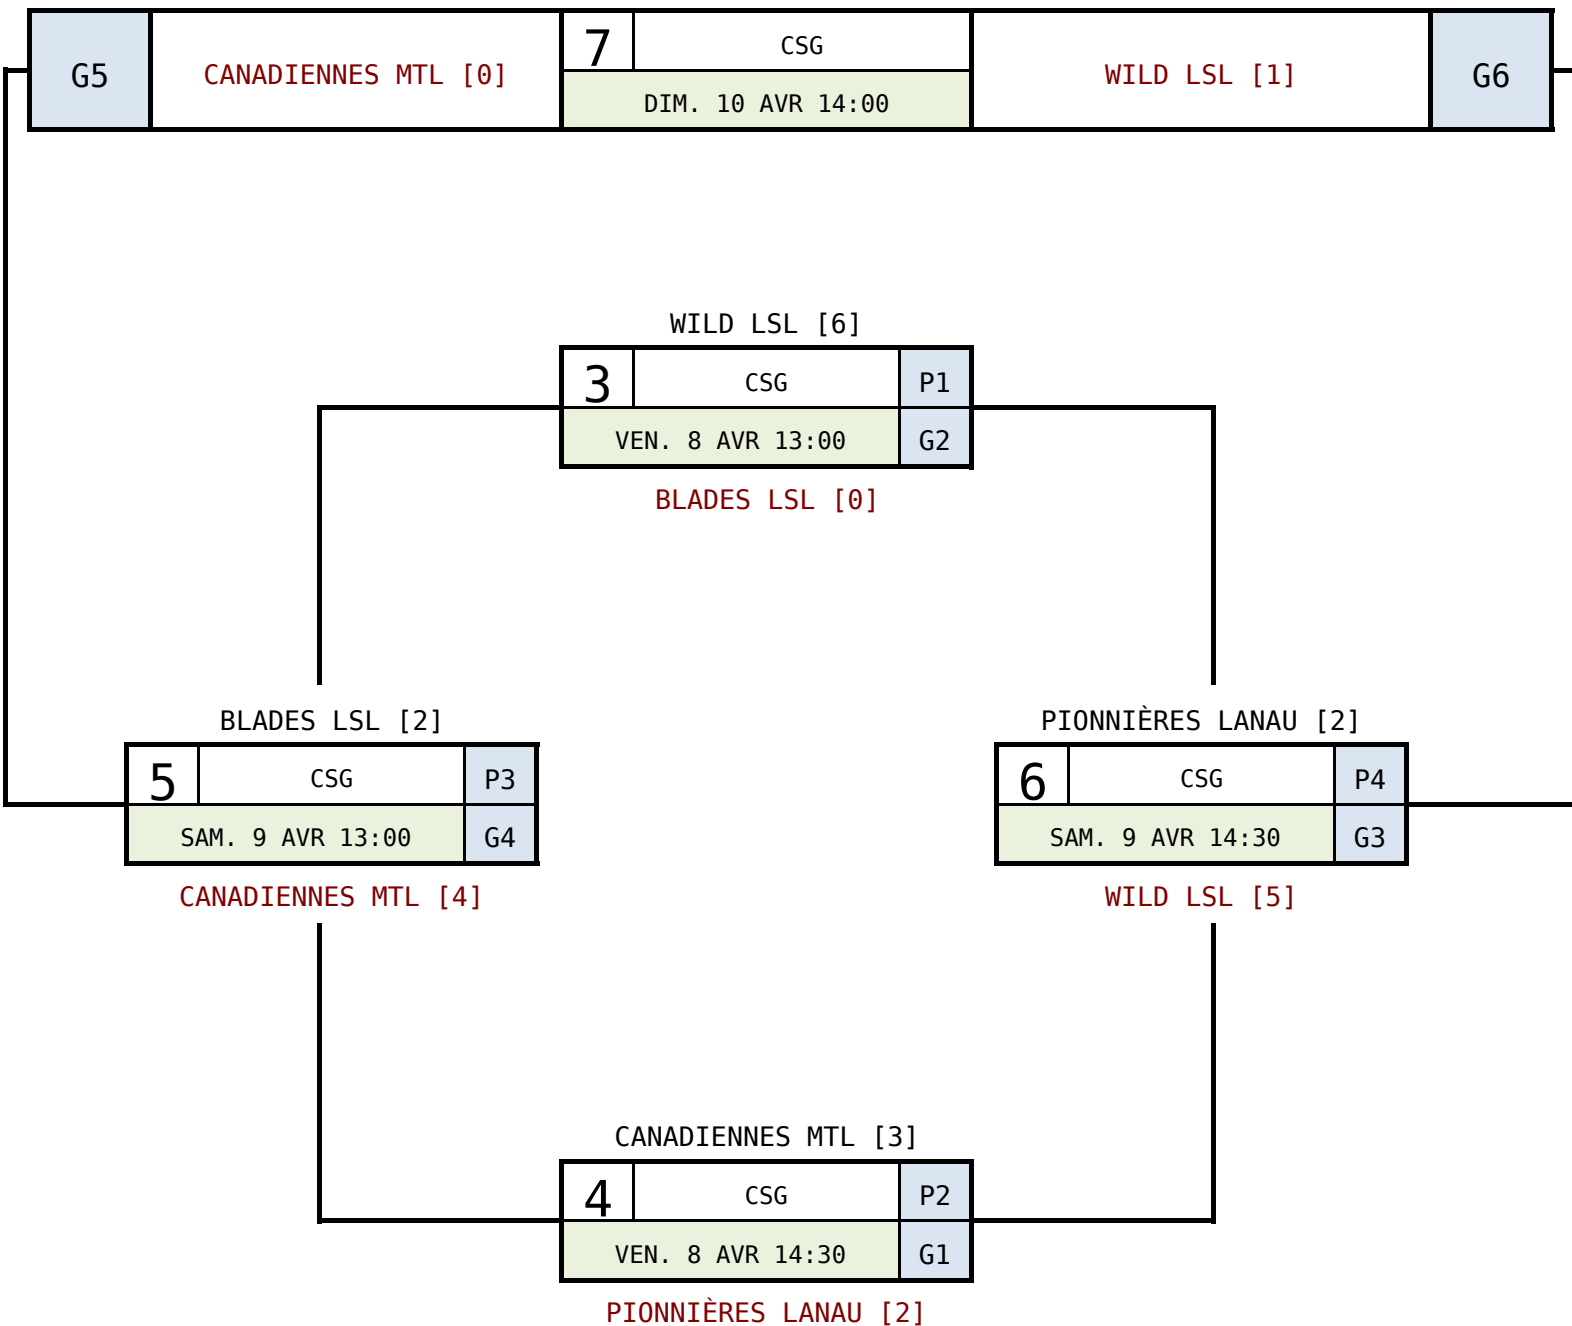 G5 CANADIENNES MTL [0] 7 CSG WILD LSL [1] G6
DIM. 10 AVR 14:00
WILD LSL [6]
3 CSG P1
VEN. 8 AVR 13:00 G2
BLADES LSL [0]
BLADES LSL [2]
5 CSG P3
SAM. 9 AVR 13:00 G4
CANADIENNES MTL [4]
PIONNIÈRES LANAU [2]
6 CSG P4
SAM. 9 AVR 14:30 G3
WILD LSL [5]
CANADIENNES MTL [3]
4 CSG P2
VEN. 8 AVR 14:30 G1
PIONNIÈRES LANAU [2]